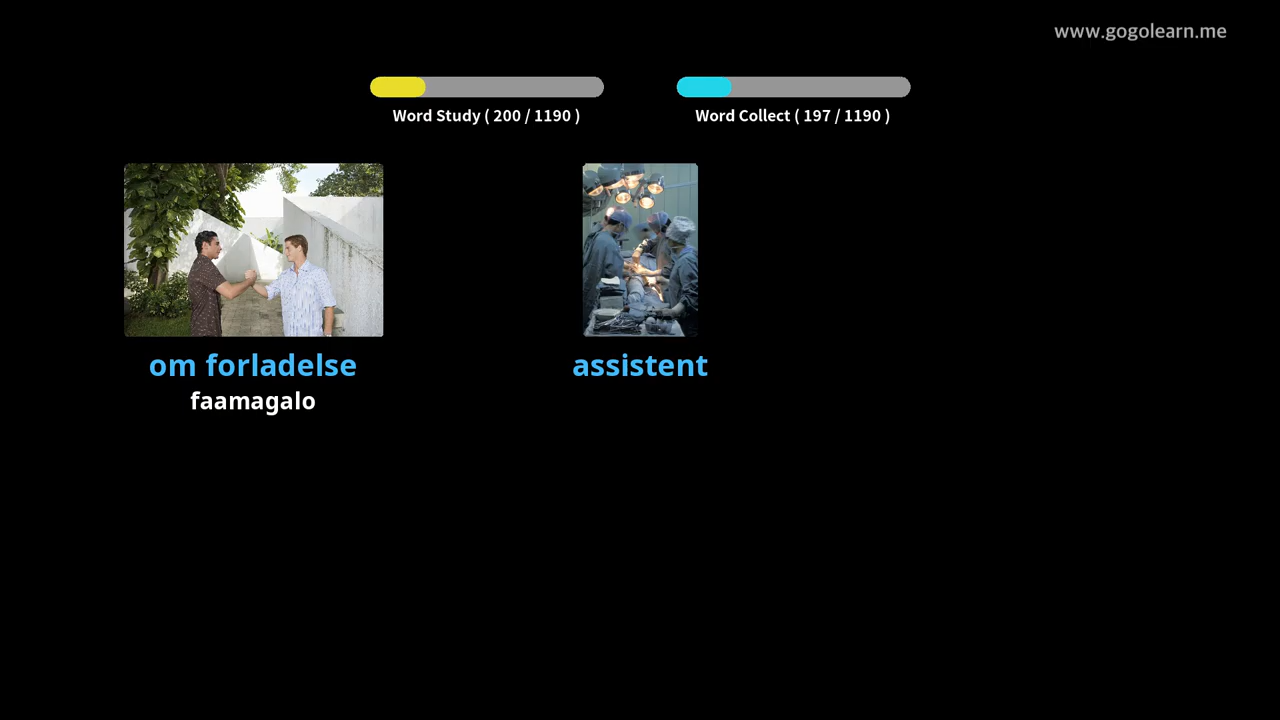 www.gogolearn.me
Word Study ( 200 / 1190 )
Word Collect ( 197 / 1190 )
om forladelse
faamagalo
assistent